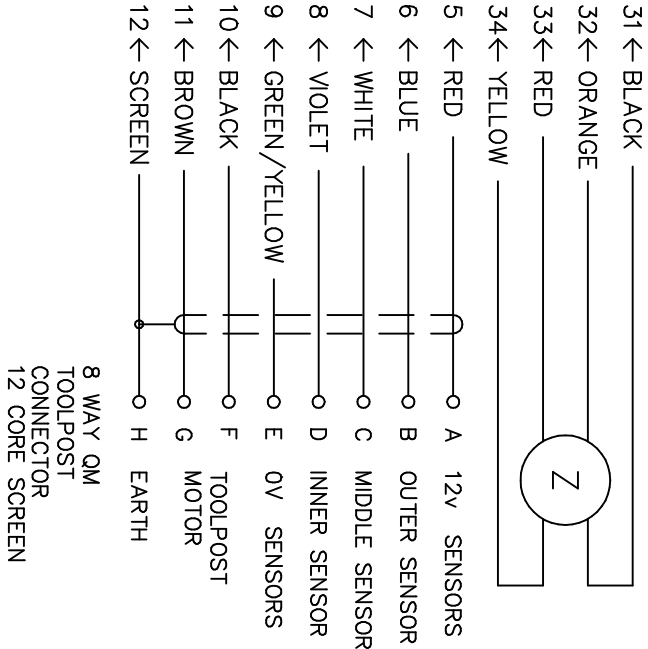 31 ← BLACK
32 ← ORANGE
33 ← RED
34 ← YELLOW
Z
5 ← RED A 12v SENSORS
6 ← BLUE B OUTER SENSOR
7 ← WHITE C MIDDLE SENSOR
8 ← VIOLET D INNER SENSOR
9 ← GREEN/YELLOW E 0V SENSORS
10 ← BLACK F TOOLPOST
11 ← BROWN G MOTOR
12 ← SCREEN H EARTH
8 WAY QM
TOOLPOST
CONNECTOR
12 CORE SCREEN